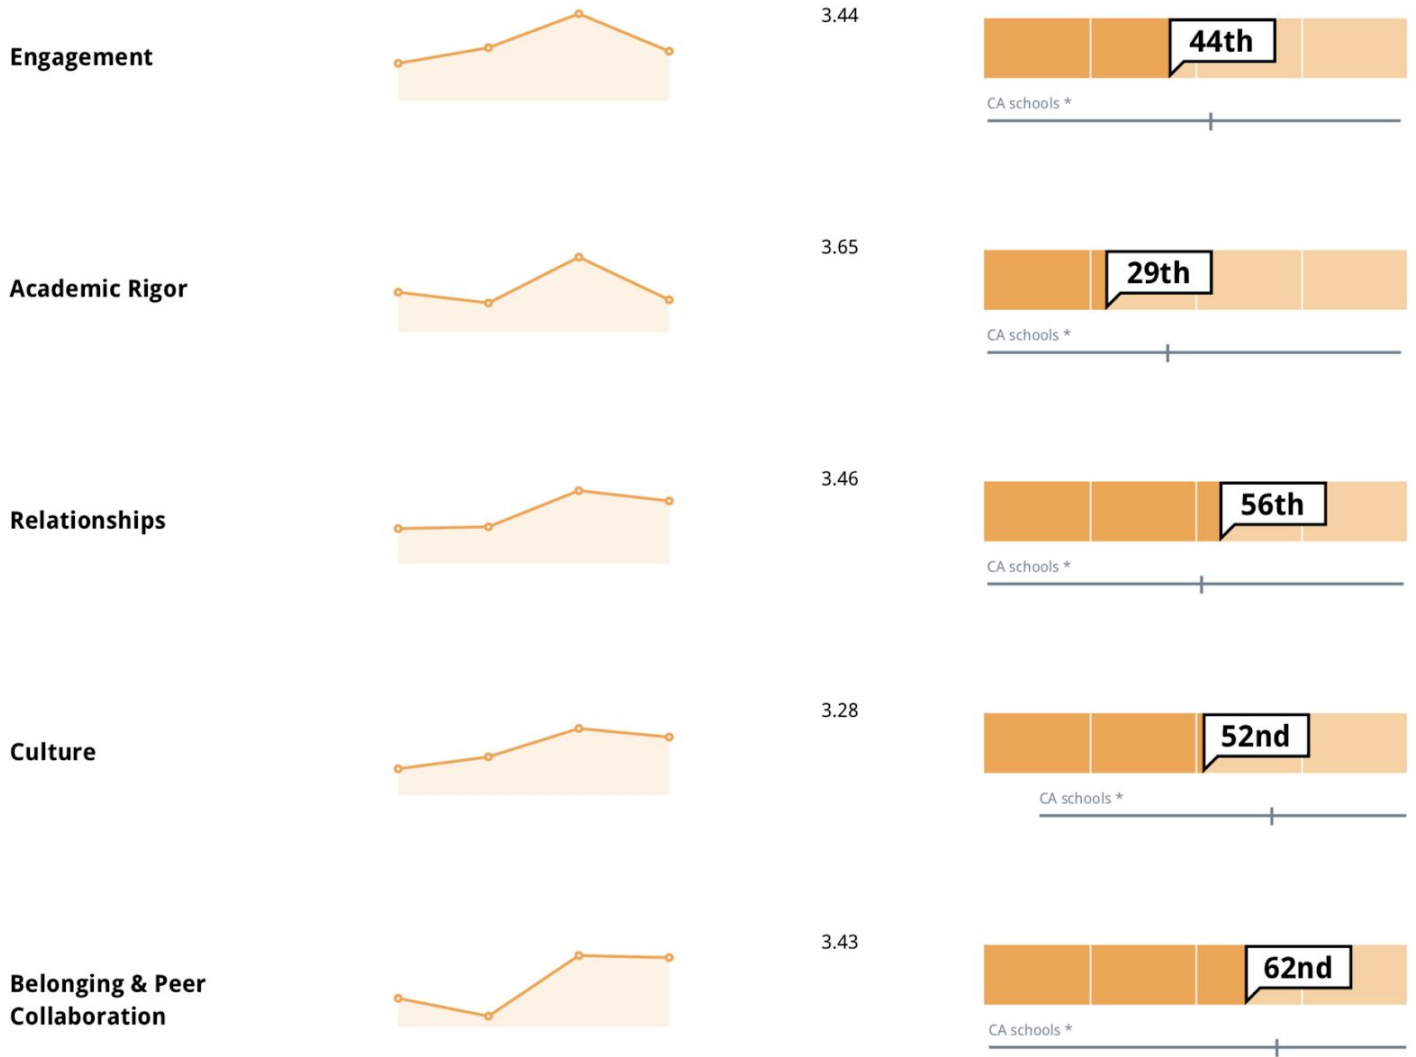 Engagement
3.44
44th
CA schools *
Academic Rigor
3.65
29th
CA schools *
Relationships
3.46
56th
CA schools *
Culture
3.28
52nd
CA schools *
Belonging & Peer
Collaboration
3.43
62nd
CA schools *